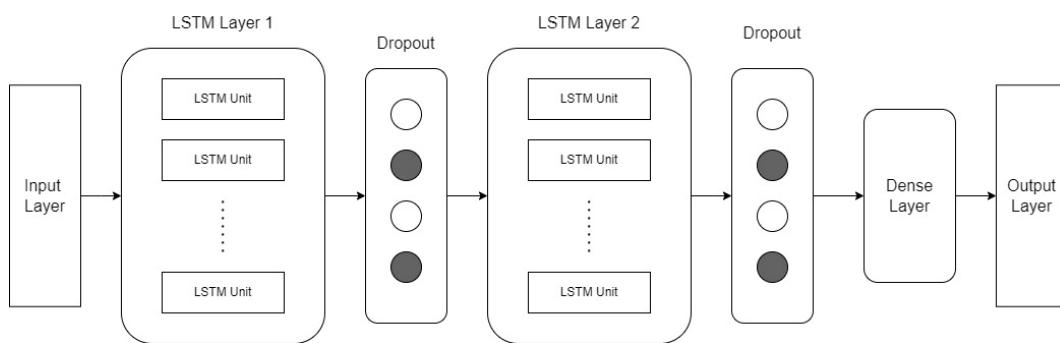 LSTM Layer 1
LSTM Layer 2
Dropout
Dropout
Input
Layer
LSTM Unit
LSTM Unit
LSTM Unit
LSTM Unit
LSTM Unit
LSTM Unit
Dense
Layer
Output
Layer